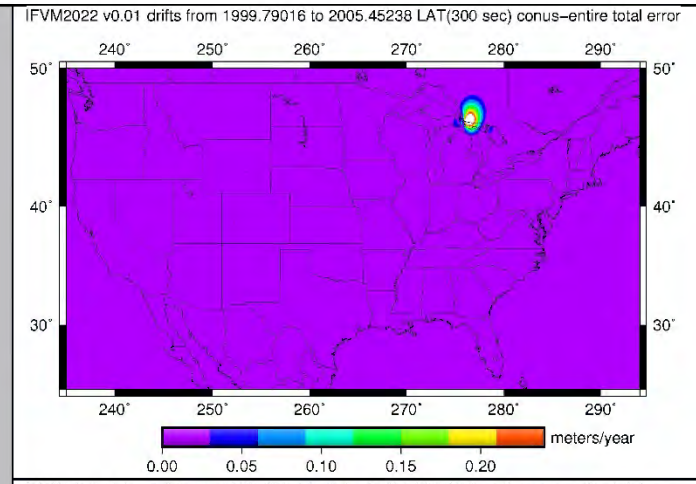 IFVM2022 v0.01 drifts from 1999.79016 to 2005.45238 LAT(300 sec) conus−entire total error
240˚ 250˚ 260˚ 270˚ 280˚ 290˚
50˚ 50˚
40˚ 40˚
30˚ 30˚
240˚ 250˚ 260˚ 270˚ 280˚ 290˚
meters/year
0.00 0.05 0.10 0.15 0.20